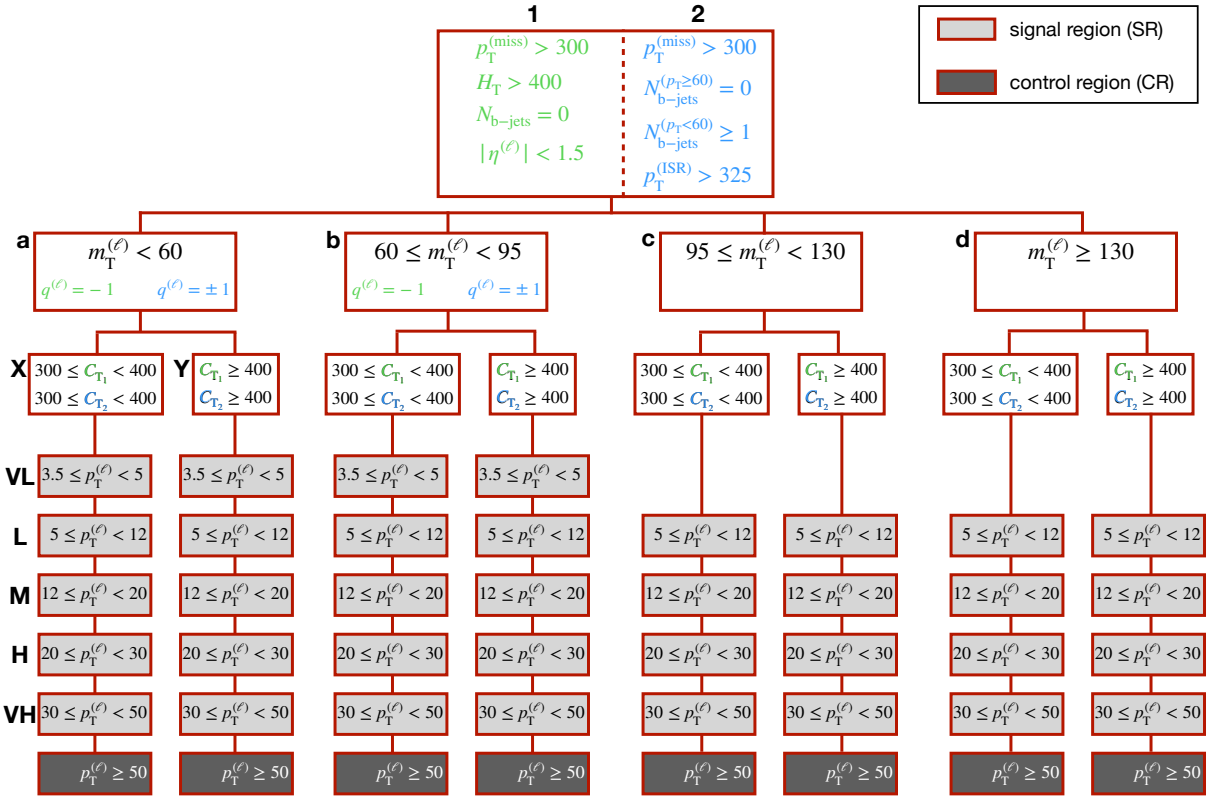 1 2
p_T^(miss) > 300 p_T^(miss) > 300
H_T > 400 N_b−jets^(p_T≥60) = 0
N_b−jets = 0 N_b−jets^(p_T<60) ≥ 1
|η^(ℓ)| < 1.5 p_T^(ISR) > 325
signal region (SR)
control region (CR)
a m_T^(ℓ) < 60 b 60 ≤ m_T^(ℓ) < 95 c 95 ≤ m_T^(ℓ) < 130 d m_T^(ℓ) ≥ 130
q^(ℓ) = − 1 q^(ℓ) = ± 1 q^(ℓ) = − 1 q^(ℓ) = ± 1
X 300 ≤ C_T1 < 400 Y C_T1 ≥ 400 300 ≤ C_T1 < 400 C_T1 ≥ 400 300 ≤ C_T1 < 400 C_T1 ≥ 400 300 ≤ C_T1 < 400 C_T1 ≥ 400
300 ≤ C_T2 < 400 C_T2 ≥ 400 300 ≤ C_T2 < 400 C_T2 ≥ 400 300 ≤ C_T2 < 400 C_T2 ≥ 400 300 ≤ C_T2 < 400 C_T2 ≥ 400
VL 3.5 ≤ p_T^(ℓ) < 5 3.5 ≤ p_T^(ℓ) < 5 3.5 ≤ p_T^(ℓ) < 5 3.5 ≤ p_T^(ℓ) < 5
L 5 ≤ p_T^(ℓ) < 12 5 ≤ p_T^(ℓ) < 12 5 ≤ p_T^(ℓ) < 12 5 ≤ p_T^(ℓ) < 12 5 ≤ p_T^(ℓ) < 12 5 ≤ p_T^(ℓ) < 12 5 ≤ p_T^(ℓ) < 12 5 ≤ p_T^(ℓ) < 12
M 12 ≤ p_T^(ℓ) < 20 12 ≤ p_T^(ℓ) < 20 12 ≤ p_T^(ℓ) < 20 12 ≤ p_T^(ℓ) < 20 12 ≤ p_T^(ℓ) < 20 12 ≤ p_T^(ℓ) < 20 12 ≤ p_T^(ℓ) < 20 12 ≤ p_T^(ℓ) < 20
H 20 ≤ p_T^(ℓ) < 30 20 ≤ p_T^(ℓ) < 30 20 ≤ p_T^(ℓ) < 30 20 ≤ p_T^(ℓ) < 30 20 ≤ p_T^(ℓ) < 30 20 ≤ p_T^(ℓ) < 30 20 ≤ p_T^(ℓ) < 30 20 ≤ p_T^(ℓ) < 30
VH 30 ≤ p_T^(ℓ) < 50 30 ≤ p_T^(ℓ) < 50 30 ≤ p_T^(ℓ) < 50 30 ≤ p_T^(ℓ) < 50 30 ≤ p_T^(ℓ) < 50 30 ≤ p_T^(ℓ) < 50 30 ≤ p_T^(ℓ) < 50 30 ≤ p_T^(ℓ) < 50
p_T^(ℓ) ≥ 50 p_T^(ℓ) ≥ 50 p_T^(ℓ) ≥ 50 p_T^(ℓ) ≥ 50 p_T^(ℓ) ≥ 50 p_T^(ℓ) ≥ 50 p_T^(ℓ) ≥ 50 p_T^(ℓ) ≥ 50